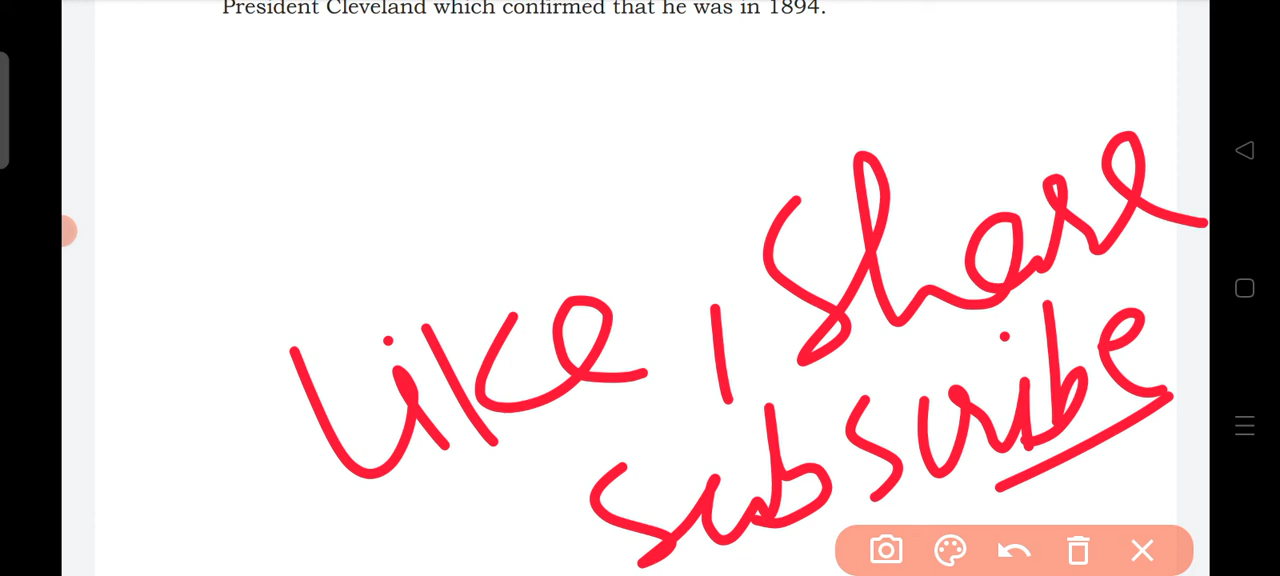 President Cleveland which confirmed that he was in 1894.
Like | Share
Subscribe